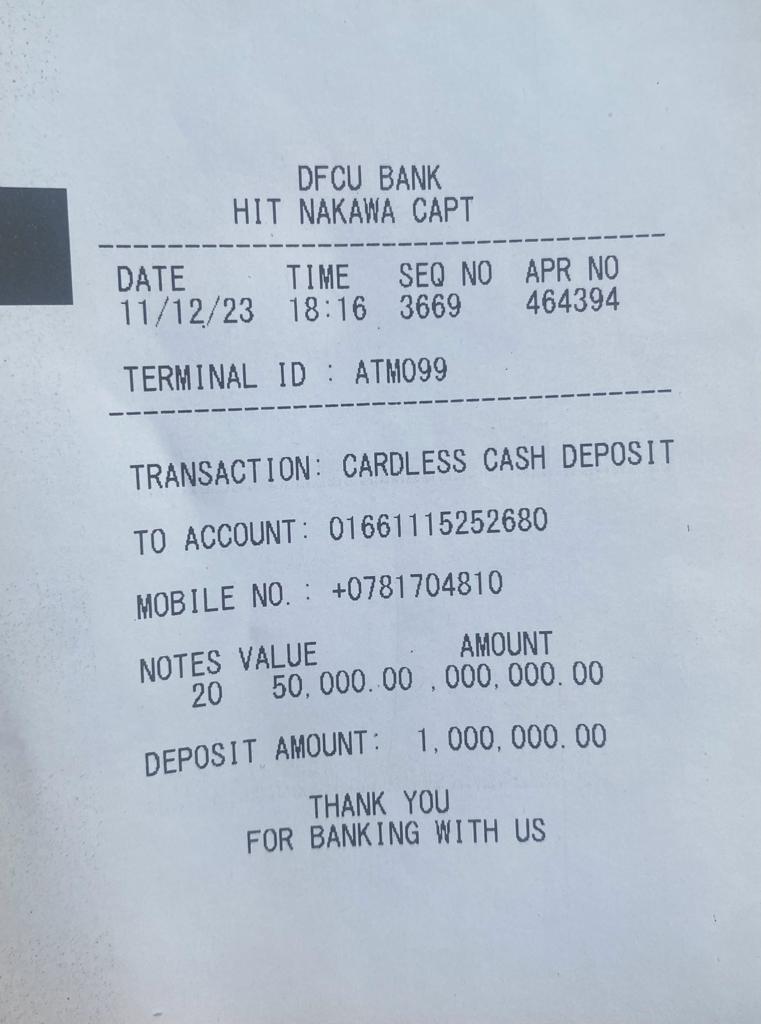 DFCU BANK
HIT NAKAWA CAPT
DATE TIME SEQ NO APR NO
11/12/23 18:16 3669 464394
TERMINAL ID : ATM099
TRANSACTION: CARDLESS CASH DEPOSIT
TO ACCOUNT: 01661115252680
MOBILE NO. : +0781704810
NOTES VALUE AMOUNT
20 50,000.00 ,000,000.00
DEPOSIT AMOUNT: 1,000,000.00
THANK YOU
FOR BANKING WITH US